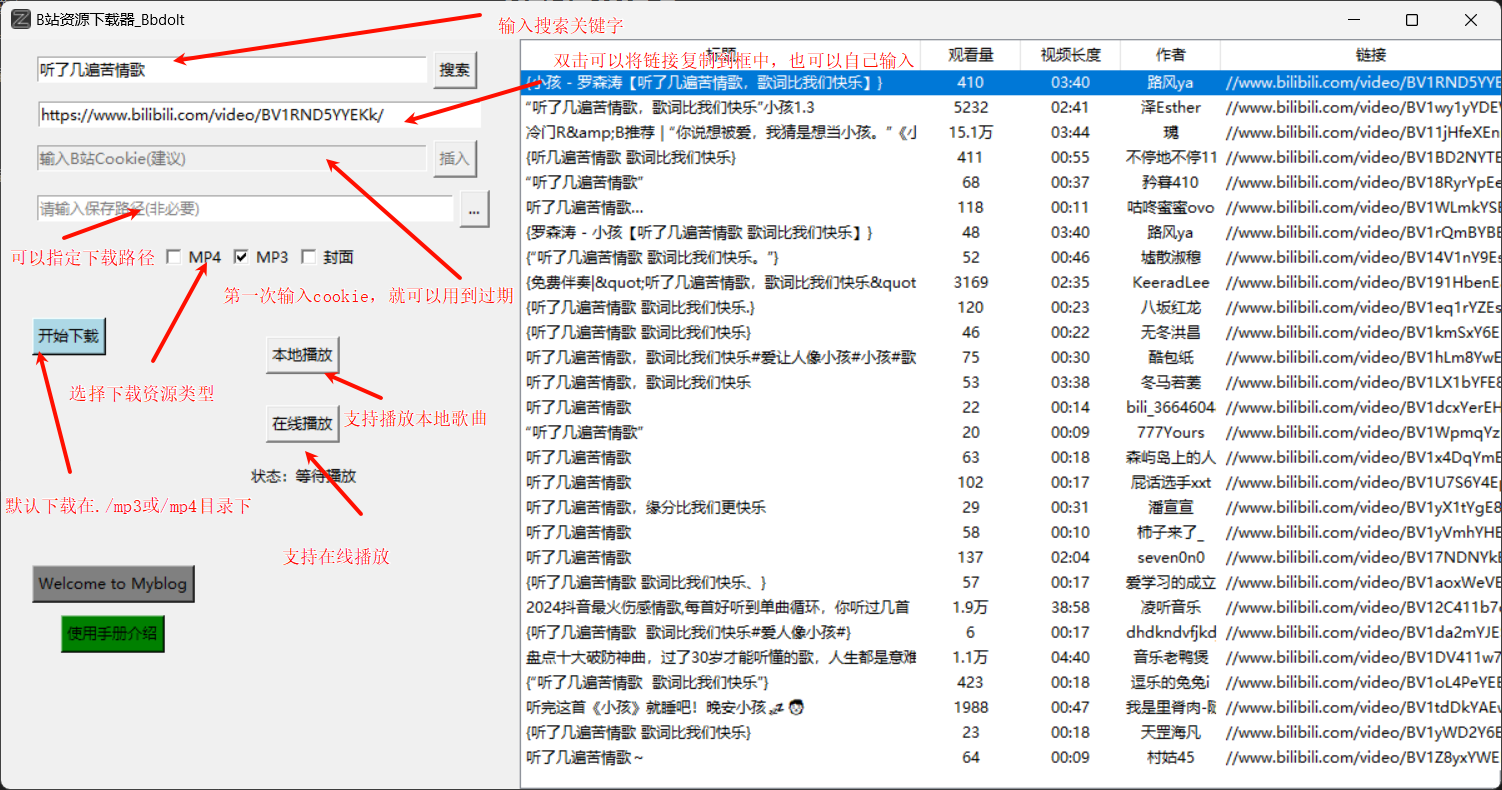 B站资源下载器_Bbdolt
输入搜索关键字
听了几遍苦情歌
搜索
https://www.bilibili.com/video/BV1RND5YYEKk/
输入B站Cookie(建议)
插入
请输入保存路径(非必要)
...
可以指定下载路径
MP4
MP3
封面
第一次输入cookie，就可以用到过期
开始下载
本地播放
选择下载资源类型
支持播放本地歌曲
在线播放
状态：等待播放
默认下载在./mp3或/mp4目录下
支持在线播放
Welcome to Myblog
使用手册介绍
标题 观看量 视频长度 作者 链接
双击可以将链接复制到框中，也可以自己输入
{小孩 - 罗森涛【听了几遍苦情歌，歌词比我们快乐】} 410 03:40 路风ya //www.bilibili.com/video/BV1RND5YYE
“听了几遍苦情歌，歌词比我们快乐”小孩1.3 5232 02:41 泽Esther //www.bilibili.com/video/BV1wy1yYDE
冷门R&amp;B推荐 | “你说想被爱，我猜是想当小孩。”《小 15.1万 03:44 //www.bilibili.com/video/BV11jHfeXEn
{听几遍苦情歌 歌词比我们快乐} 411 00:55 不停地不停11 //www.bilibili.com/video/BV1BD2NYTE
“听了几遍苦情歌” 68 00:37 矜暮410 //www.bilibili.com/video/BV18RyrYpEe
听了几遍苦情歌... 118 00:11 咕咚蜜蜜ovo //www.bilibili.com/video/BV1WLmkYSE
{罗森涛 - 小孩【听了几遍苦情歌 歌词比我们快乐】} 48 03:40 路风ya //www.bilibili.com/video/BV1rQmBYBE
{“听了几遍苦情歌 歌词比我们快乐。”} 52 00:46 墟散淑穆 //www.bilibili.com/video/BV14V1nY9Es
{免费伴奏|&quot;听了几遍苦情歌，歌词比我们快乐&quot 3169 02:35 KeeradLee //www.bilibili.com/video/BV191HbenE
{听了几遍苦情歌 歌词比我们快乐.} 120 00:23 八坂红龙 //www.bilibili.com/video/BV1eq1rYZEs
{听了几遍苦情歌 歌词比我们快乐} 46 00:22 无冬洪昌 //www.bilibili.com/video/BV1kmSxY6E
听了几遍苦情歌，歌词比我们快乐#爱让人像小孩#小孩#歌 75 00:30 酷包纸 //www.bilibili.com/video/BV1hLm8YwE
听了几遍苦情歌，歌词比我们快乐 53 03:38 冬马若菱 //www.bilibili.com/video/BV1LX1bYFE8
听了几遍苦情歌 22 00:14 bili_3664604 //www.bilibili.com/video/BV1dcxYerEH
“听了几遍苦情歌” 20 00:09 777Yours //www.bilibili.com/video/BV1WpmqYz
听了几遍苦情歌 63 00:18 森屿岛上的人 //www.bilibili.com/video/BV1x4DqYmE
听了几遍苦情歌 102 00:17 屁话选手xxt //www.bilibili.com/video/BV1U7S6Y4E
听了几遍苦情歌，缘分比我们更快乐 29 00:31 潘宣宣 //www.bilibili.com/video/BV1yX1tYgE8
听了几遍苦情歌 58 00:10 柿子来了_ //www.bilibili.com/video/BV1yVmhYHE
听了几遍苦情歌 137 02:04 seven0n0 //www.bilibili.com/video/BV17NDNYkE
{听了几遍苦情歌 歌词比我们快乐、} 57 00:17 爱学习的成立 //www.bilibili.com/video/BV1aoxWeVE
2024抖音最火伤感情歌,每首好听到单曲循环，你听过几首 1.9万 38:58 凌听音乐 //www.bilibili.com/video/BV12C411b7
{听了几遍苦情歌 歌词比我们快乐#爱人像小孩#} 6 00:17 dhdkndvfjkd //www.bilibili.com/video/BV1da2mYJE
盘点十大破防神曲，过了30岁才能听懂的歌，人生都是意难 1.1万 04:40 音乐老鸭煲 //www.bilibili.com/video/BV1DV411w7
{“听了几遍苦情歌 歌词比我们快乐”} 423 00:18 逗乐的兔兔i //www.bilibili.com/video/BV1oL4PeYEE
听完这首《小孩》就睡吧！晚安小孩💤🧑 1988 00:47 我是里脊肉- //www.bilibili.com/video/BV1tdDkYAE
{听了几遍苦情歌 歌词比我们快乐} 23 00:18 天罡海凡 //www.bilibili.com/video/BV1yWD2Y6E
听了几遍苦情歌～ 64 00:09 村姑45 //www.bilibili.com/video/BV1Z8yxYWE